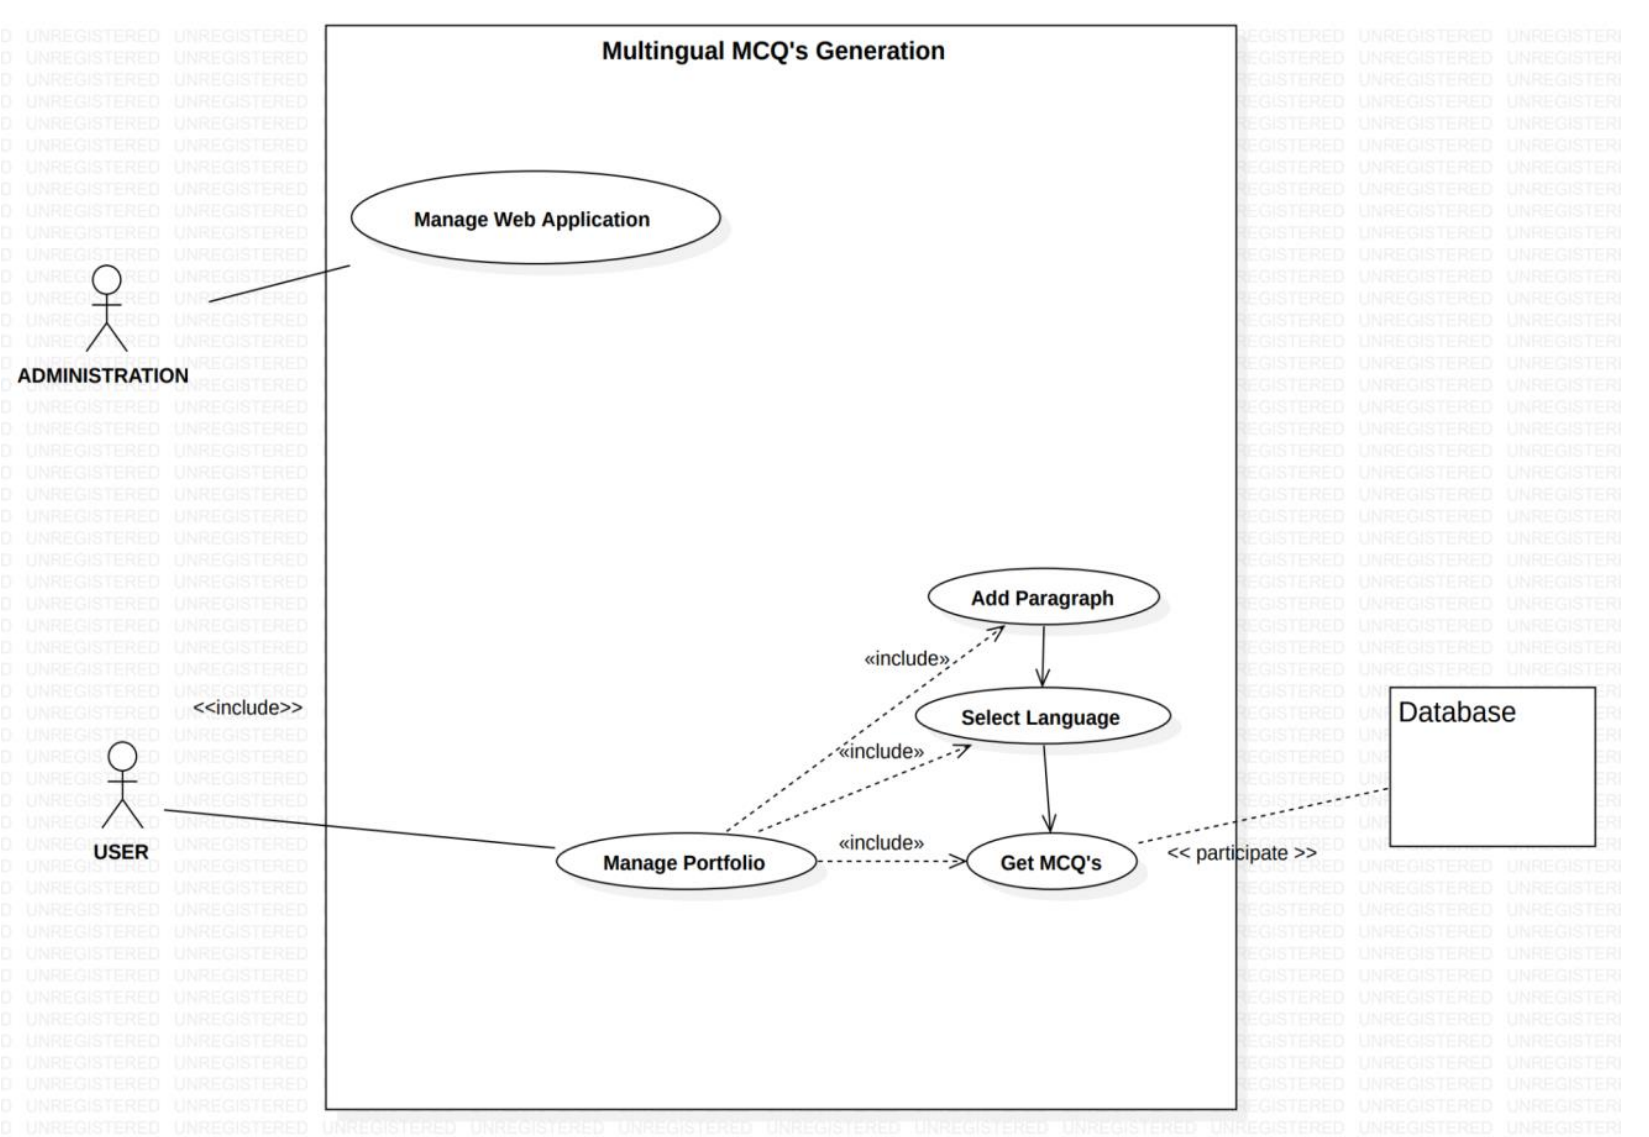 Multingual MCQ's Generation
Manage Web Application
ADMINISTRATION
Add Paragraph
«include»
<<include>>
Select Language
Database
«include»
USER
Manage Portfolio
«include»
Get MCQ's
<< participate >>
UNREGISTERED